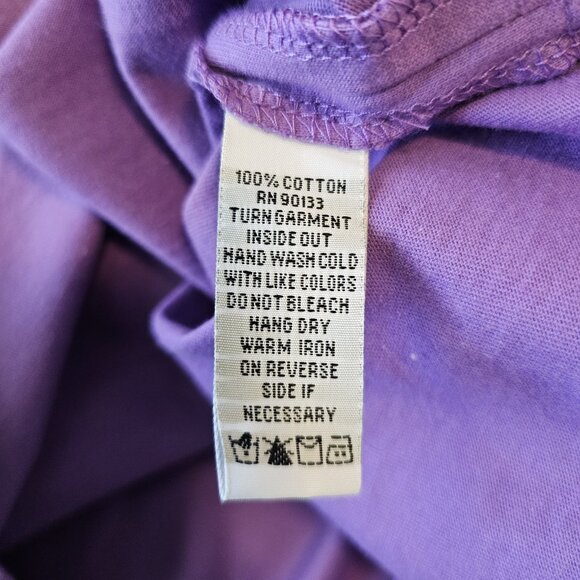 100% COTTON
RN 90133
TURN GARMENT
INSIDE OUT
HAND WASH COLD
WITH LIKE COLORS
DO NOT BLEACH
HANG DRY
WARM IRON
ON REVERSE
SIDE IF
NECESSARY